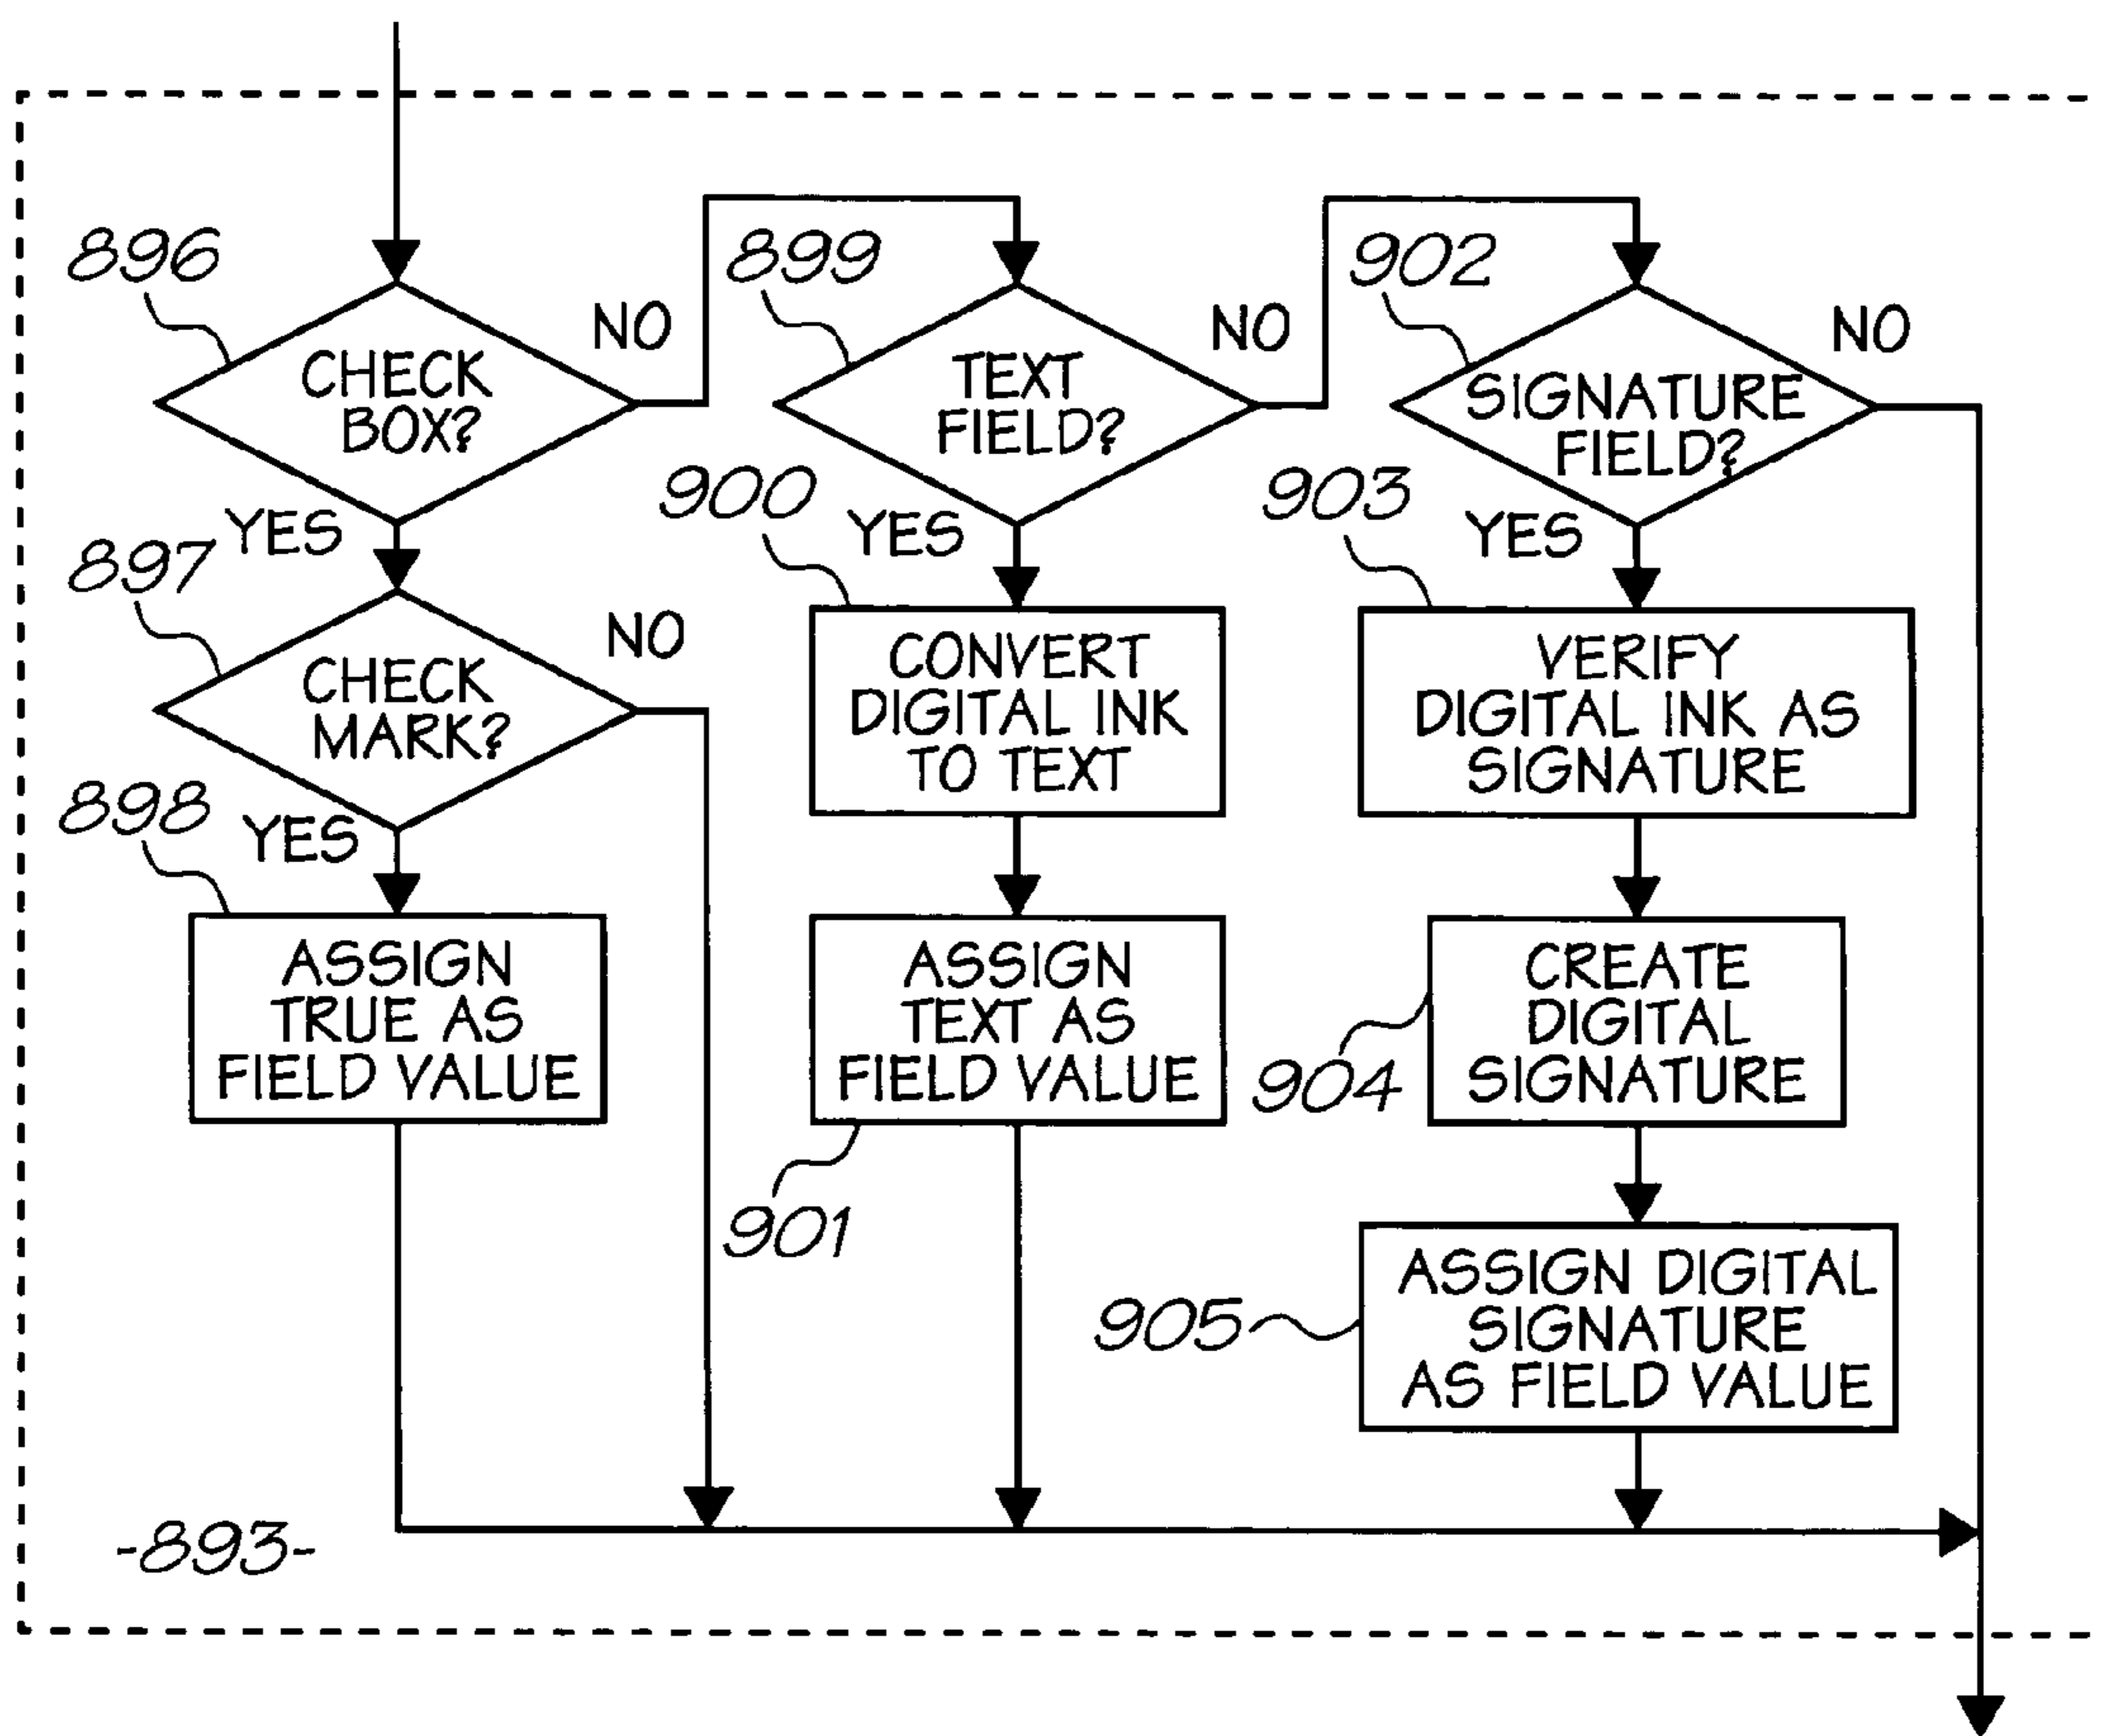 896
CHECK
BOX?
NO
YES
897
CHECK
MARK?
NO
898
YES
ASSIGN
TRUE AS
FIELD VALUE
899
TEXT
FIELD?
NO
900
YES
CONVERT
DIGITAL INK
TO TEXT
ASSIGN
TEXT AS
FIELD VALUE
901
902
SIGNATURE
FIELD?
NO
903
YES
VERIFY
DIGITAL INK AS
SIGNATURE
CREATE
DIGITAL
SIGNATURE
904
ASSIGN DIGITAL
SIGNATURE
AS FIELD VALUE
905
-893-